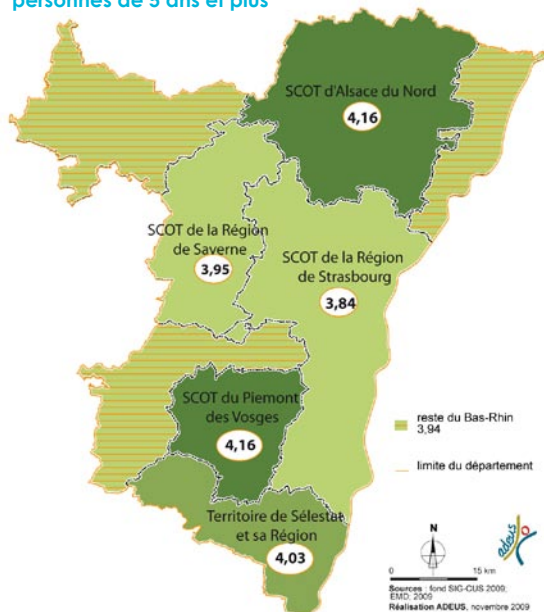 personnes de 5 ans et plus
SCOT d'Alsace du Nord
4,16
SCOT de la Région
de Saverne
3,95
SCOT de la Région
de Strasbourg
3,84
SCOT du Piemont
des Vosges
4,16
reste du Bas-Rhin
3,94
limite du département
Territoire de Sélestat
et sa Région
4,03
N
adeus
0 15 km
Sources : fond SIG-CUS 2009;
EMD, 2009
Réalisation ADEUS, novembre 2009